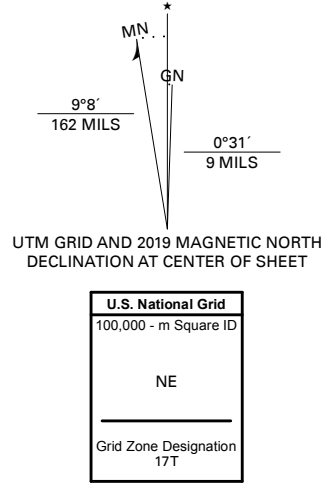 ★
MN
GN
9°8´
162 MILS
0°31´
9 MILS
UTM GRID AND 2019 MAGNETIC NORTH
DECLINATION AT CENTER OF SHEET
U.S. National Grid
100,000 - m Square ID
NE
Grid Zone Designation
17T